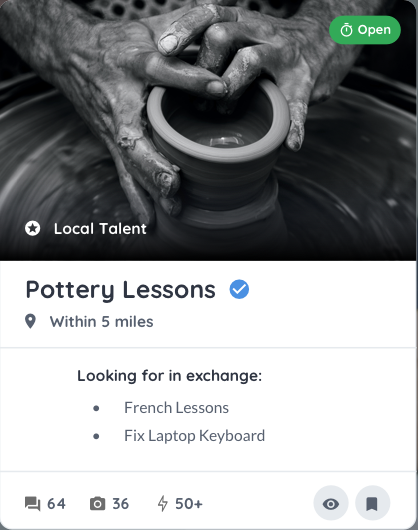 Open
Local Talent
Pottery Lessons
Within 5 miles
Looking for in exchange:
• French Lessons
• Fix Laptop Keyboard
64 36 50+